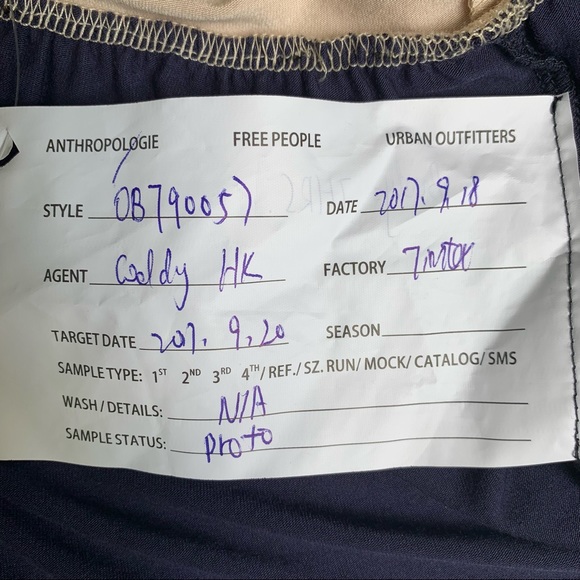 ANTHROPOLOGIE FREE PEOPLE URBAN OUTFITTERS
STYLE OB790057 DATE 2017.9.18
AGENT HK FACTORY
TARGET DATE 2017.9.20 SEASON
SAMPLE TYPE: 1ST 2ND 3RD 4TH/ REF./ SZ. RUN/ MOCK/ CATALOG/ SMS
WASH / DETAILS: N/A
SAMPLE STATUS: Proto